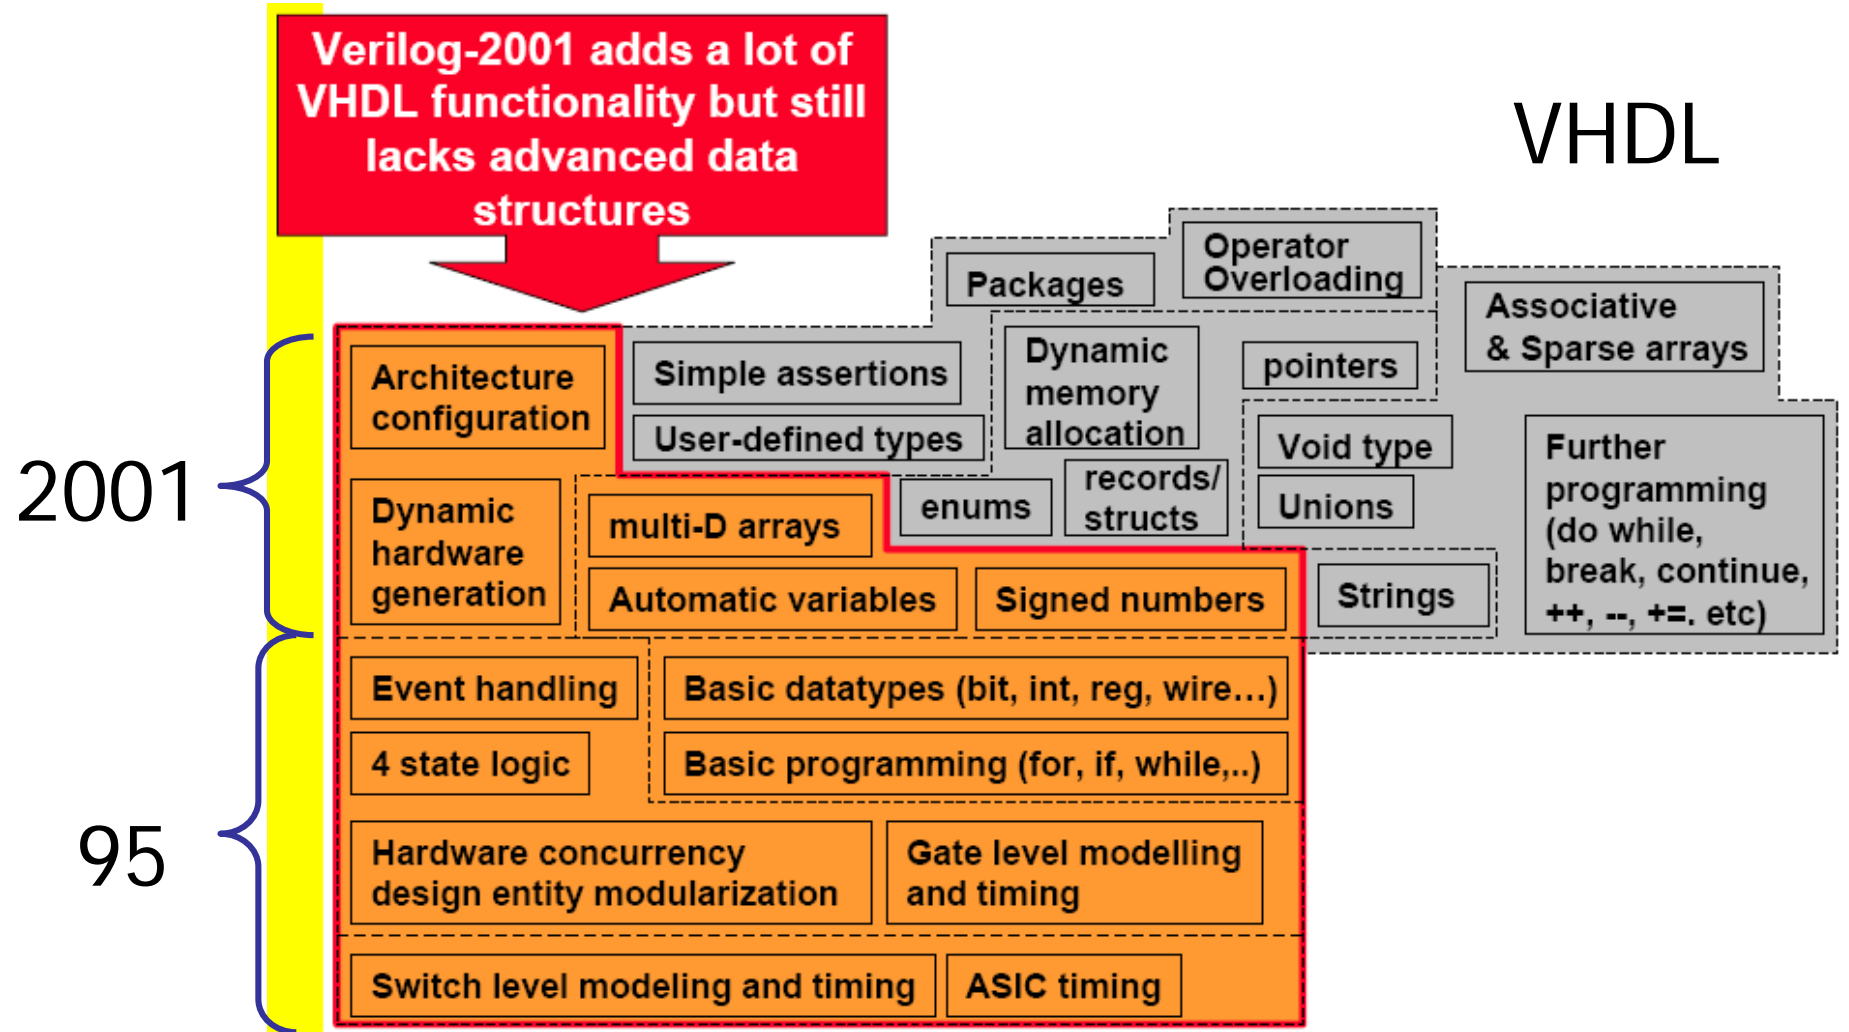 Verilog-2001 adds a lot of
VHDL functionality but still
lacks advanced data
structures
VHDL
Operator
Overloading
Packages
Associative
& Sparse arrays
Architecture
configuration
Simple assertions
User-defined types
Dynamic
memory
allocation
pointers
2001
Dynamic
hardware
generation
multi-D arrays
enums
records/
structs
Void type
Unions
Further
programming
(do while,
break, continue,
++, --, +=. etc)
Automatic variables
Signed numbers
Strings
95
Event handling
Basic datatypes (bit, int, reg, wire…)
4 state logic
Basic programming (for, if, while,..)
Hardware concurrency
design entity modularization
Gate level modelling
and timing
Switch level modeling and timing
ASIC timing